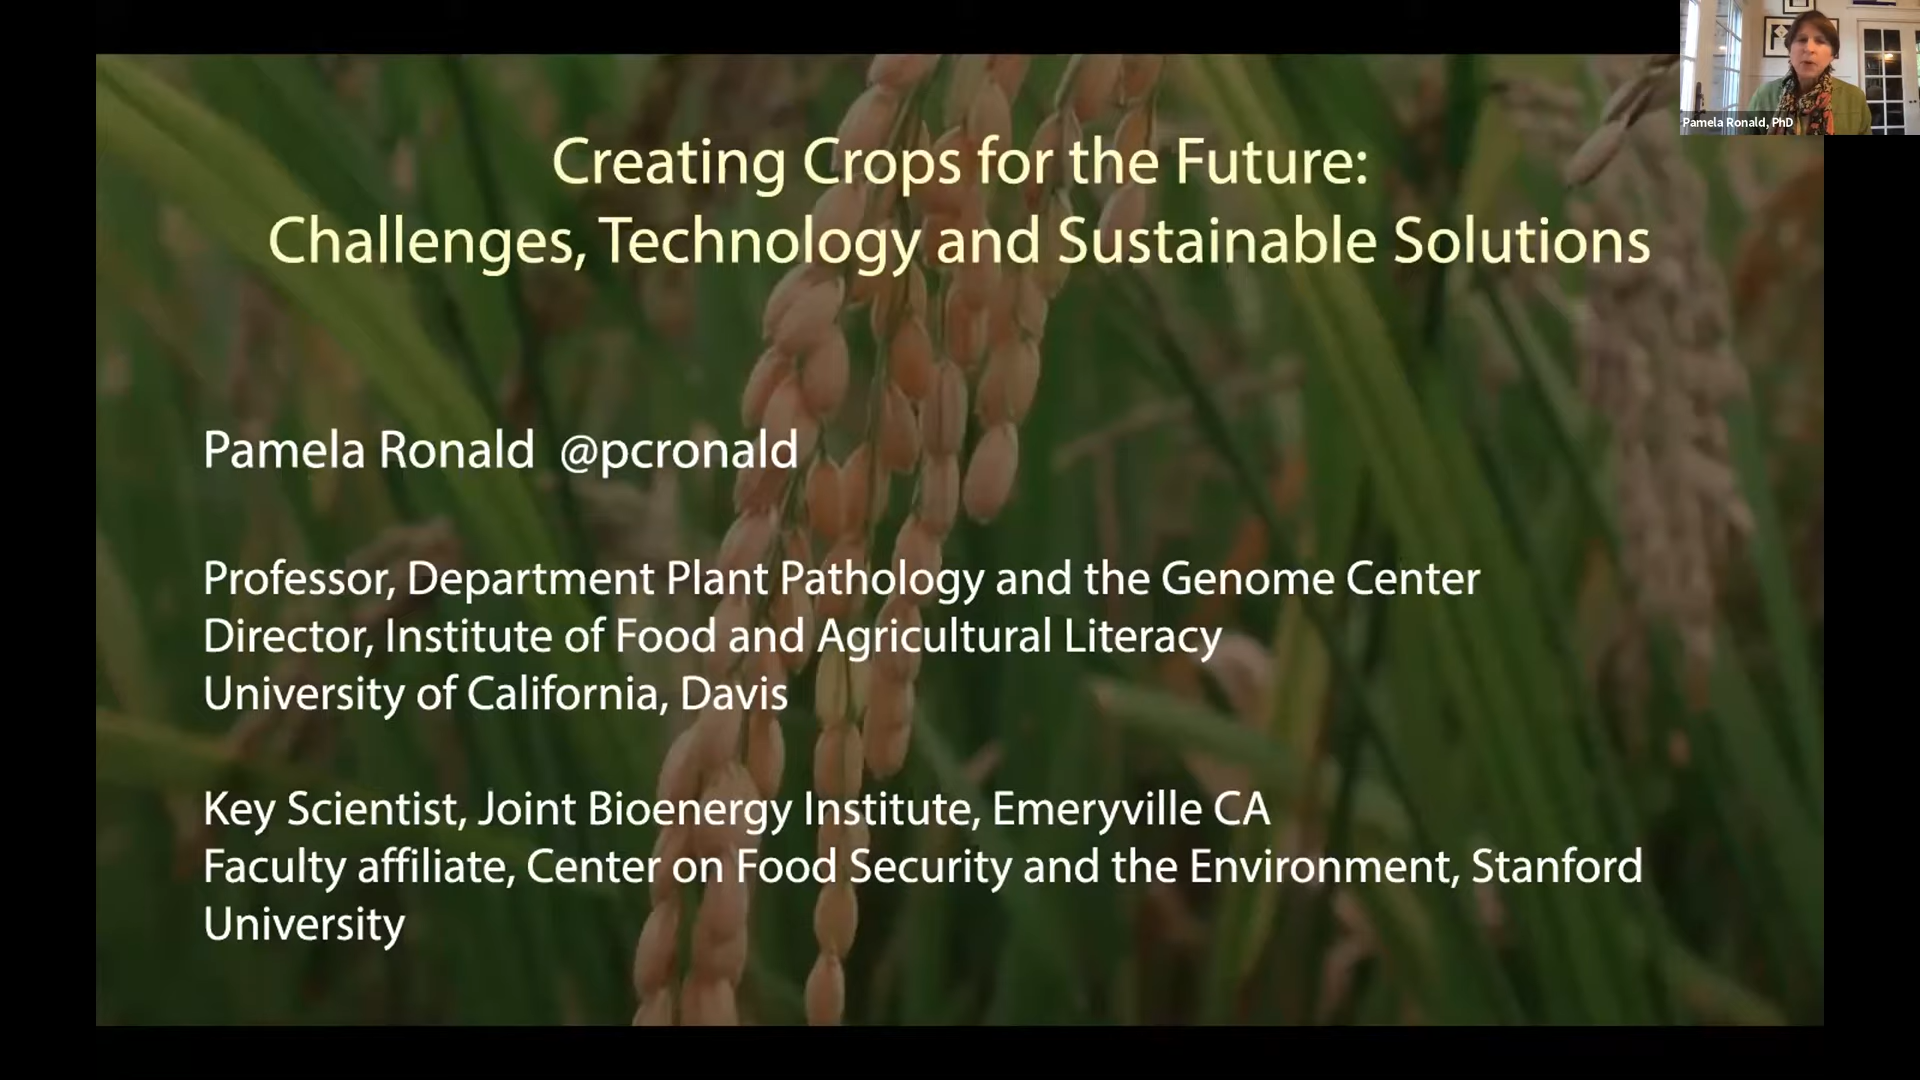 Pamela Ronald, PhD
Creating Crops for the Future:
Challenges, Technology and Sustainable Solutions
Pamela Ronald @pcronald
Professor, Department Plant Pathology and the Genome Center
Director, Institute of Food and Agricultural Literacy
University of California, Davis
Key Scientist, Joint Bioenergy Institute, Emeryville CA
Faculty affiliate, Center on Food Security and the Environment, Stanford
University